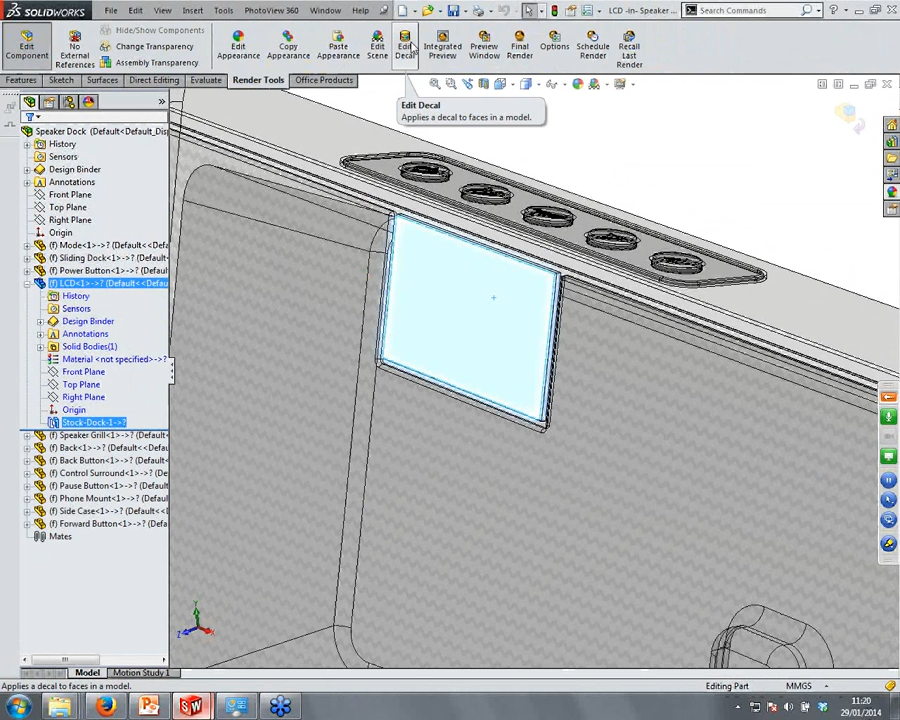 SOLIDWORKS File Edit View Insert Tools PhotoView 360 Window Help LCD -in- Speaker ... Search Commands
Edit Component
No External References
Hide/Show Components
Change Transparency
Assembly Transparency
Edit Appearance
Copy Appearance
Paste Appearance
Edit Scene
Edit Decal
Integrated Preview
Preview Window
Final Render
Options
Schedule Render
Recall Last Render
Features Sketch Surfaces Direct Editing Evaluate Render Tools Office Products
Edit Decal
Applies a decal to faces in a model.
Speaker Dock (Default<Default_Disp
History
Sensors
Design Binder
Annotations
Front Plane
Top Plane
Right Plane
Origin
(f) Mode<1>->? (Default<<Defau
(f) Sliding Dock<1>->? (Default
(f) Power Button<1>->? (Default
(f) LCD<1>->? (Default<<Default
History
Sensors
Design Binder
Annotations
Solid Bodies(1)
Material <not specified>->?
Front Plane
Top Plane
Right Plane
Origin
Stock-Dock-1->?
(f) Speaker Grill<1>->? (Default
(f) Back<1>->? (Default<<Defaul
(f) Back Button<1>->? (Default
(f) Control Surround<1>->? (Def
(f) Pause Button<1>->? (Default
(f) Phone Mount<1>->? (Default
(f) Side Case<1>->? (Default<<D
(f) Forward Button<1>->? (Defau
Mates
Y
Z X
Model Motion Study 1
Applies a decal to faces in a model. Editing Part MMGS
11:20
29/01/2014